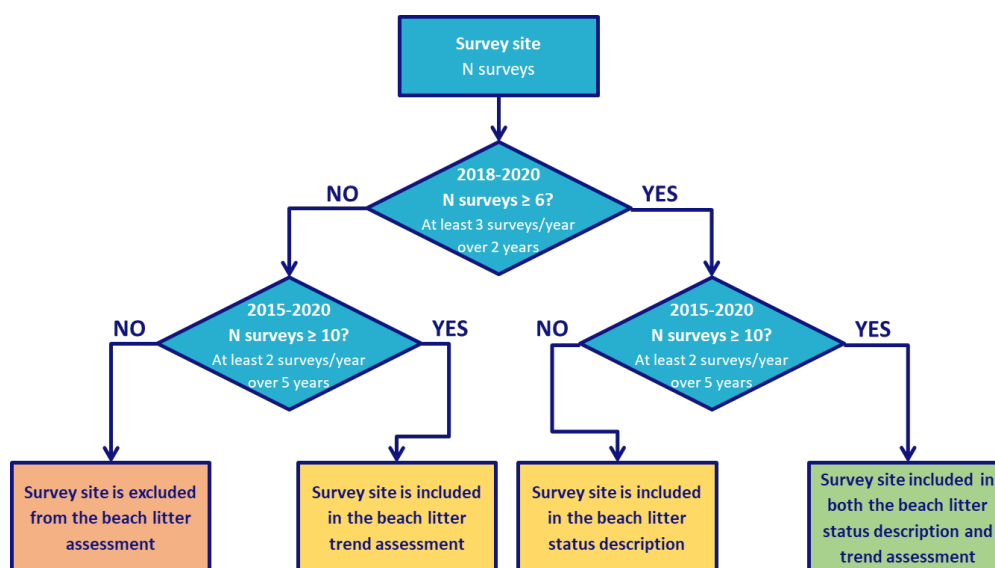 Survey site
N surveys
2018-2020
N surveys ≥ 6?
At least 3 surveys/year
over 2 years
NO
YES
2015-2020
N surveys ≥ 10?
At least 2 surveys/year
over 5 years
NO
YES
2015-2020
N surveys ≥ 10?
At least 2 surveys/year
over 5 years
NO
YES
Survey site is excluded
from the beach litter
assessment
Survey site is included
in the beach litter
trend assessment
Survey site is included
in the beach litter
status description
Survey site included in
both the beach litter
status description and
trend assessment